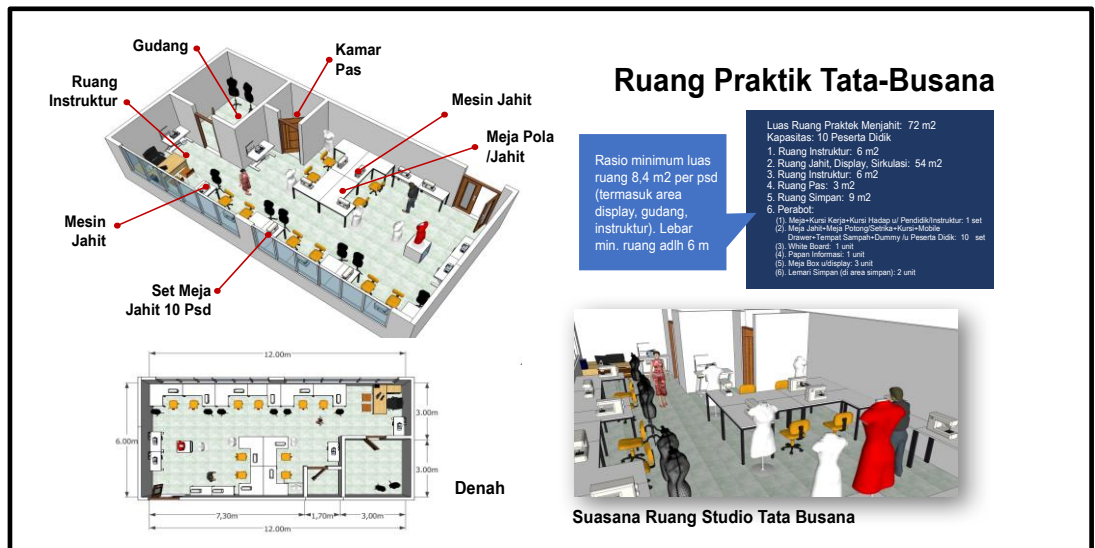 Ruang Praktik Tata-Busana
Gudang
Kamar
Pas
Ruang
Instruktur
Mesin Jahit
Meja Pola
/Jahit
Mesin
Jahit
Set Meja
Jahit 10 Psd
Rasio minimum luas
ruang 8,4 m2 per psd
(termasuk area
display, gudang,
instruktur). Lebar
min. ruang adlh 6 m
Luas Ruang Praktek Menjahit: 72 m2
Kapasitas: 10 Peserta Didik
1. Ruang Instruktur: 6 m2
2. Ruang Jahit, Display, Sirkulasi: 54 m2
3. Ruang Instruktur: 6 m2
4. Ruang Pas: 3 m2
5. Ruang Simpan: 9 m2
6. Perabot:
(1). Meja+Kursi Kerja+Kursi Hadap u/ Pendidik/Instruktur: 1 set
(2). Meja Jahit+Meja Potong/Setrika+Kursi+Mobile
Drawer+Tempat Sampah+Dummy /u Peserta Didik: 10 set
(3). White Board: 1 unit
(4). Papan Informasi: 1 unit
(5). Meja Box u/display: 3 unit
(6). Lemari Simpan (di area simpan): 2 unit
12.00m
6.00m
3.00m
3.00m
7,30m
1,70m
3,00m
12.00m
Denah
Suasana Ruang Studio Tata Busana